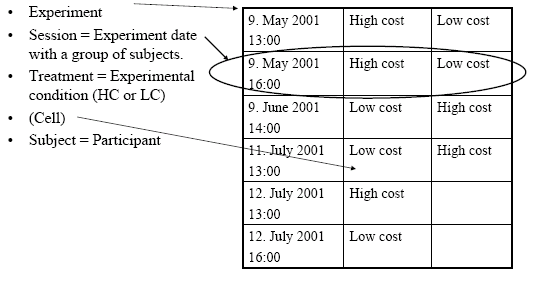 • Experiment
• Session = Experiment date
with a group of subjects.
• Treatment = Experimental
condition (HC or LC)
• (Cell)
• Subject = Participant
9. May 2001 High cost Low cost
13:00
9. May 2001 High cost Low cost
16:00
9. June 2001 Low cost High cost
14:00
11. July 2001 Low cost High cost
13:00
12. July 2001 High cost
13:00
12. July 2001 Low cost
16:00